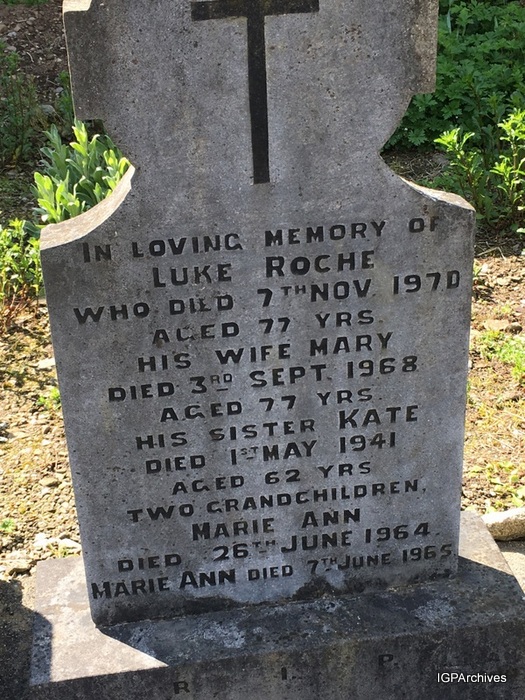 IN LOVING MEMORY OF
LUKE ROCHE
WHO DIED 7TH NOV. 1970
AGED 77 YRS.
HIS WIFE MARY
DIED 3RD SEPT. 1968
AGED 77 YRS.
HIS SISTER KATE
DIED 1ST MAY 1941
AGED 62 YRS
TWO GRANDCHILDREN,
MARIE ANN
DIED 26TH JUNE 1964.
MARIE ANN DIED 7TH JUNE 1965
R. I. P.
IGPArchives